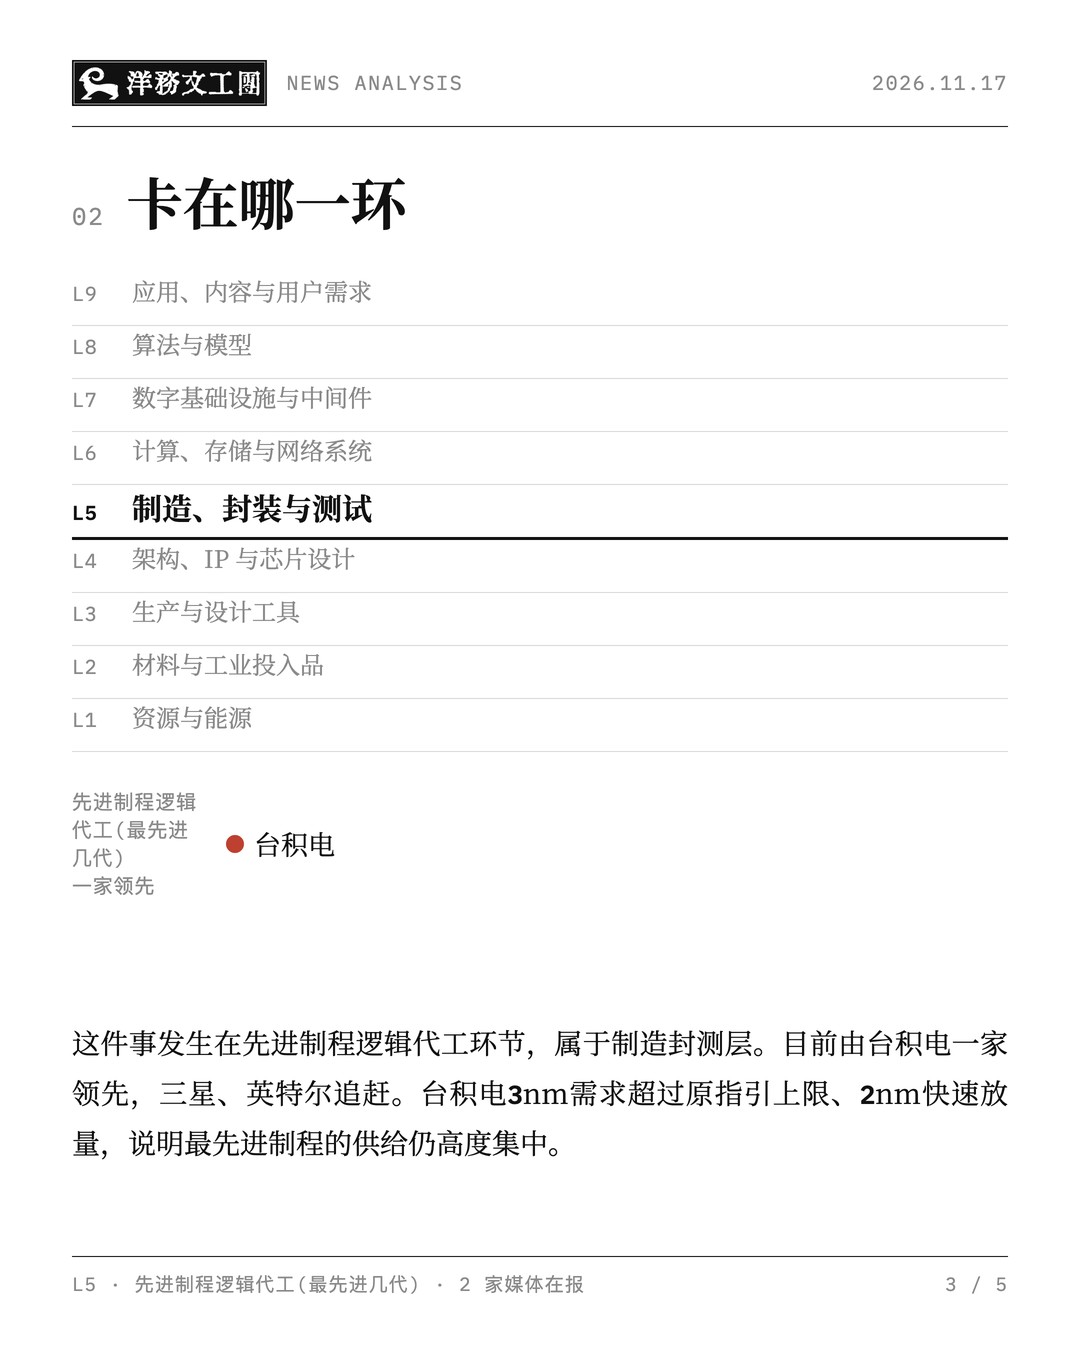 洋務文工團 NEWS ANALYSIS 2026.11.17
02 卡在哪一环
L9 应用、内容与用户需求
L8 算法与模型
L7 数字基础设施与中间件
L6 计算、存储与网络系统
L5 制造、封装与测试
L4 架构、IP 与芯片设计
L3 生产与设计工具
L2 材料与工业投入品
L1 资源与能源
先进制程逻辑
代工(最先进
几代)
一家领先
台积电
这件事发生在先进制程逻辑代工环节，属于制造封测层。目前由台积电一家
领先，三星、英特尔追赶。台积电3nm需求超过原指引上限、2nm快速放
量，说明最先进制程的供给仍高度集中。
L5 · 先进制程逻辑代工(最先进几代) · 2 家媒体在报 3 / 5